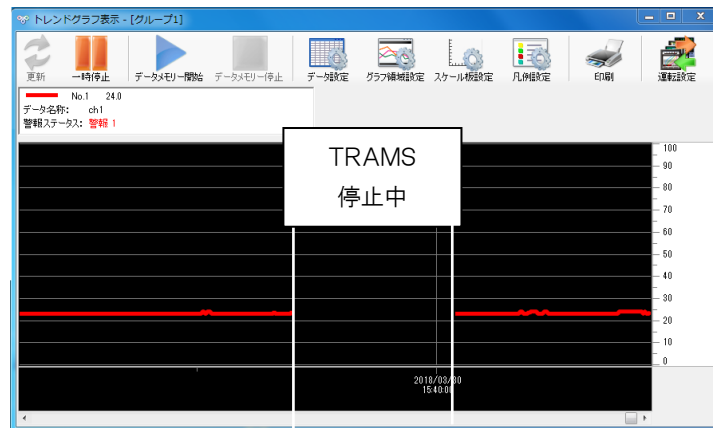 トレンドグラフ表示 - [グループ1]
更新 一時停止 データメモリー開始 データメモリー停止 データ設定 グラフ領域設定 スケール板設定 凡例設定 印刷 運転設定
No.1 24.0
データ名称: ch1
警報ステータス: 警報 1
TRAMS
停止中
100
90
80
70
60
50
40
30
20
10
0
2018/03/30
15:40:00